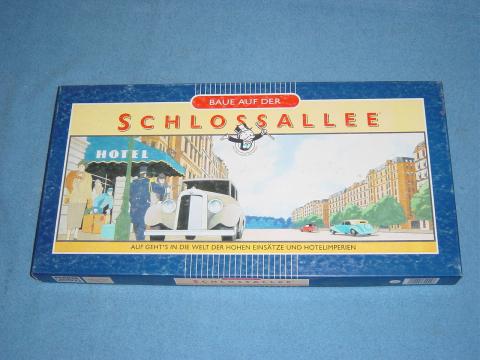 BAUE AUF DER
SCHLOSSALLEE
HOTEL
AUF GEHT'S IN DIE WELT DER HOHEN EINSÄTZE UND HOTELIMPERIEN
SCHLOSSALLEE